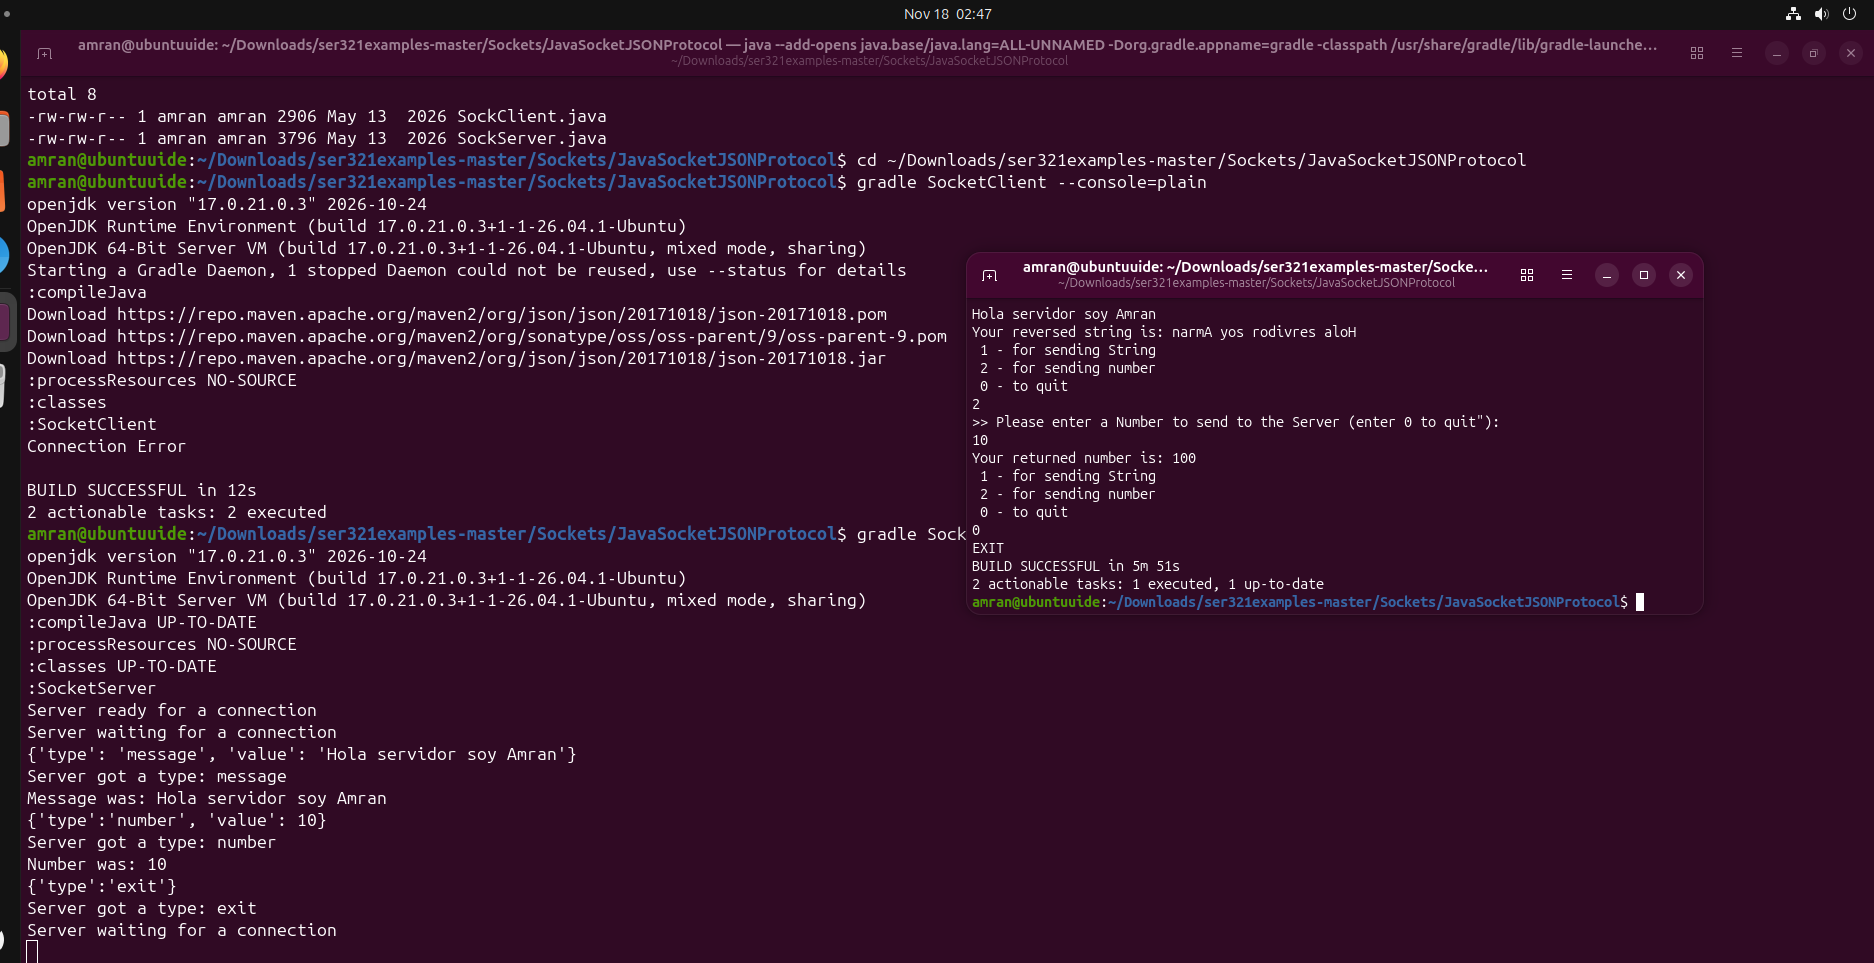 Nov 18 02:47
amran@ubuntuuide: ~/Downloads/ser321examples-master/Sockets/JavaSocketJSONProtocol — java --add-opens java.base/java.lang=ALL-UNNAMED -Dorg.gradle.appname=gradle -classpath /usr/share/gradle/lib/gradle-launche…
~/Downloads/ser321examples-master/Sockets/JavaSocketJSONProtocol
total 8
-rw-rw-r-- 1 amran amran 2906 May 13  2026 SockClient.java
-rw-rw-r-- 1 amran amran 3796 May 13  2026 SockServer.java
amran@ubuntuuide:~/Downloads/ser321examples-master/Sockets/JavaSocketJSONProtocol$ cd ~/Downloads/ser321examples-master/Sockets/JavaSocketJSONProtocol
amran@ubuntuuide:~/Downloads/ser321examples-master/Sockets/JavaSocketJSONProtocol$ gradle SocketClient --console=plain
openjdk version "17.0.21.0.3" 2026-10-24
OpenJDK Runtime Environment (build 17.0.21.0.3+1-1-26.04.1-Ubuntu)
OpenJDK 64-Bit Server VM (build 17.0.21.0.3+1-1-26.04.1-Ubuntu, mixed mode, sharing)
Starting a Gradle Daemon, 1 stopped Daemon could not be reused, use --status for details
:compileJava
Download https://repo.maven.apache.org/maven2/org/json/json/20171018/json-20171018.pom
Download https://repo.maven.apache.org/maven2/org/sonatype/oss/oss-parent/9/oss-parent-9.pom
Download https://repo.maven.apache.org/maven2/org/json/json/20171018/json-20171018.jar
:processResources NO-SOURCE
:classes
:SocketClient
Connection Error
BUILD SUCCESSFUL in 12s
2 actionable tasks: 2 executed
amran@ubuntuuide:~/Downloads/ser321examples-master/Sockets/JavaSocketJSONProtocol$ gradle Sock
openjdk version "17.0.21.0.3" 2026-10-24
OpenJDK Runtime Environment (build 17.0.21.0.3+1-1-26.04.1-Ubuntu)
OpenJDK 64-Bit Server VM (build 17.0.21.0.3+1-1-26.04.1-Ubuntu, mixed mode, sharing)
:compileJava UP-TO-DATE
:processResources NO-SOURCE
:classes UP-TO-DATE
:SocketServer
Server ready for a connection
Server waiting for a connection
{'type': 'message', 'value': 'Hola servidor soy Amran'}
Server got a type: message
Message was: Hola servidor soy Amran
{'type':'number', 'value': 10}
Server got a type: number
Number was: 10
{'type':'exit'}
Server got a type: exit
Server waiting for a connection
amran@ubuntuuide: ~/Downloads/ser321examples-master/Socke…
~/Downloads/ser321examples-master/Sockets/JavaSocketJSONProtocol
Hola servidor soy Amran
Your reversed string is: narmA yos rodivres aloH
 1 - for sending String
 2 - for sending number
 0 - to quit
2
>> Please enter a Number to send to the Server (enter 0 to quit"):
10
Your returned number is: 100
 1 - for sending String
 2 - for sending number
 0 - to quit
0
EXIT
BUILD SUCCESSFUL in 5m 51s
2 actionable tasks: 1 executed, 1 up-to-date
amran@ubuntuuide:~/Downloads/ser321examples-master/Sockets/JavaSocketJSONProtocol$